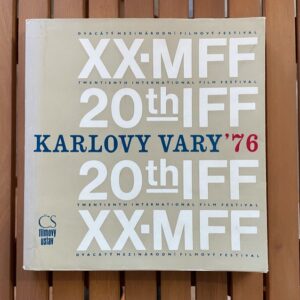 DVACÁTÝ MEZINÁRODNÍ FILMOVÝ FESTIVAL
XX•MFF
TWENTIETH INTERNATIONAL FILM FESTIVAL
20thIFF
KARLOVY VARY '76
20thIFF
TWENTIETH INTERNATIONAL FILM FESTIVAL
XX•MFF
DVACÁTÝ MEZINÁRODNÍ FILMOVÝ FESTIVAL
ČS
filmový
ústav